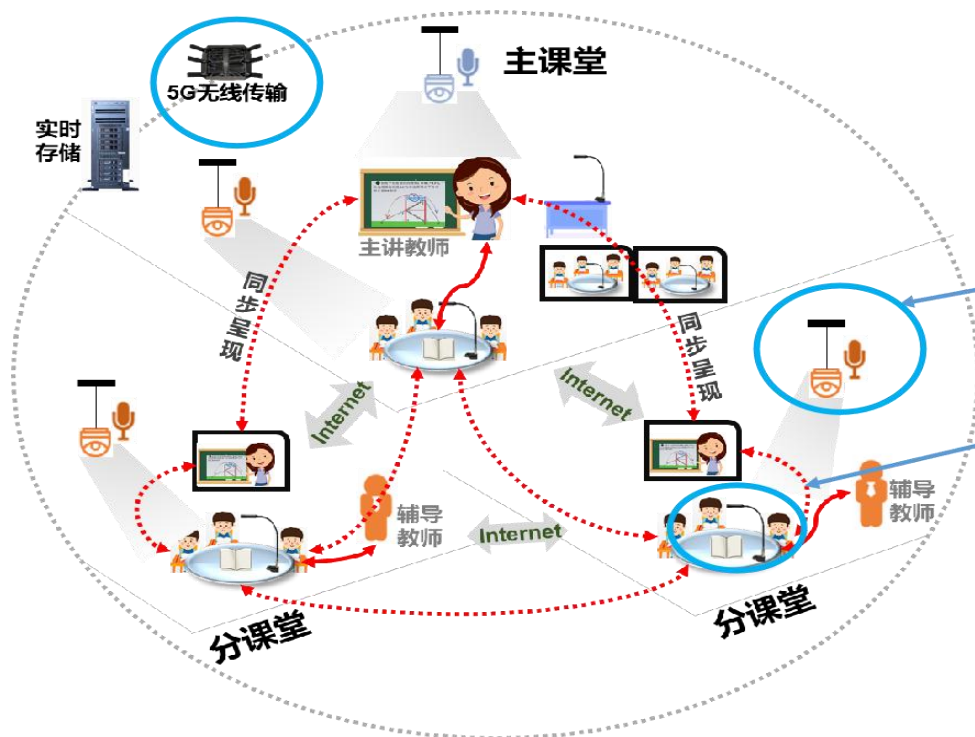 主课堂
5G无线传输
实时
存储
主讲教师
同步呈现
同步呈现
Internet
Internet
辅导
教师
Internet
辅导
教师
分课堂
分课堂